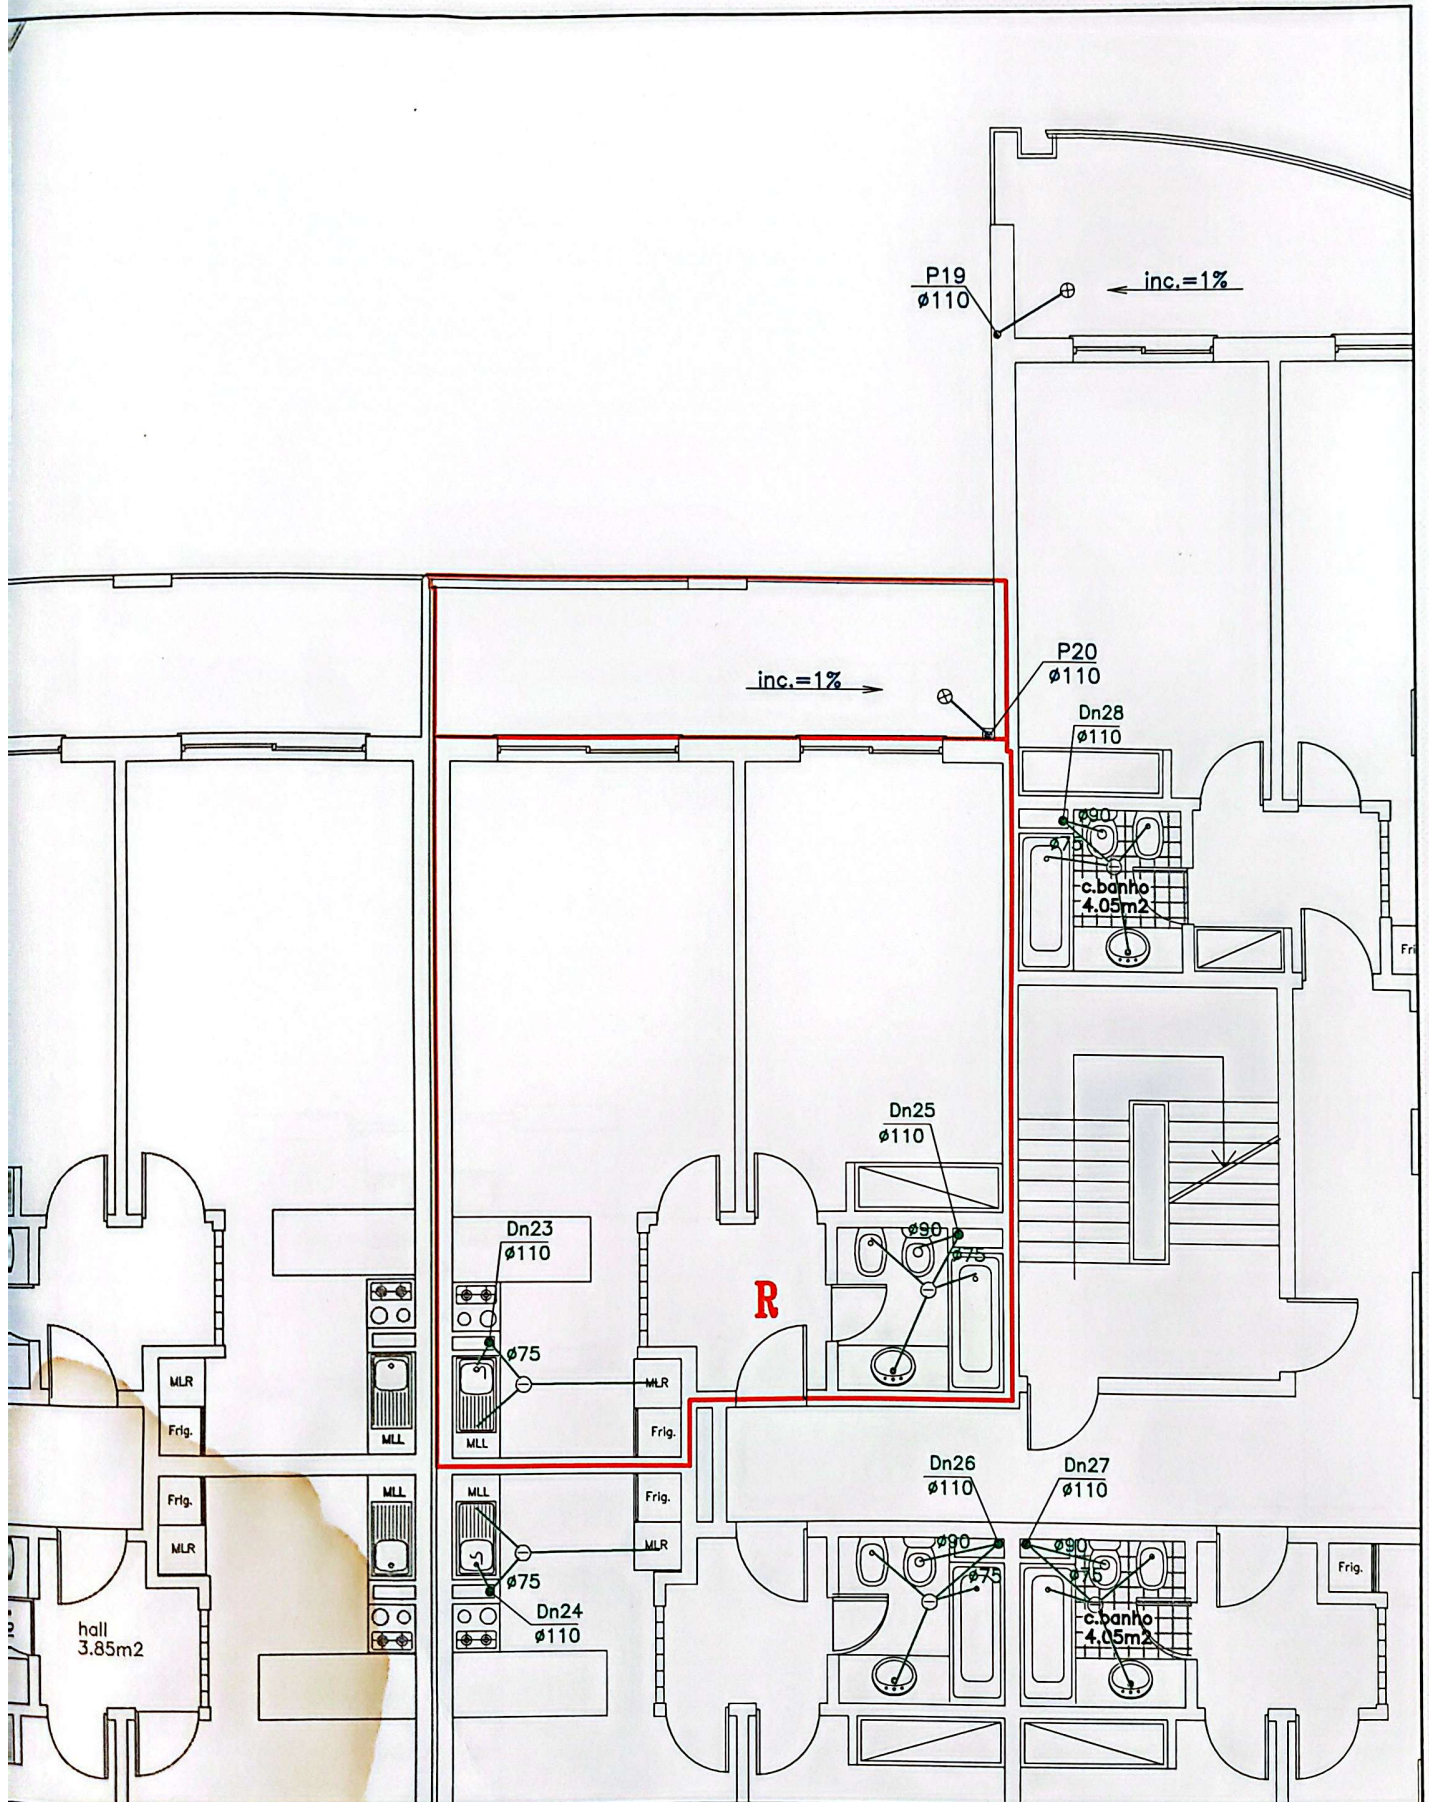 P19
ø110
inc.=1%
P20
ø110
inc.=1%
Dn28
ø110
ø90
ø75
c.banho
4.05m2
Fri
Dn25
ø110
Dn23
ø110
ø90
ø75
R
ø75
MLR
MLR
Frig.
Frig.
MLL
MLL
Dn26
ø110
Dn27
ø110
MLL
MLL
Frig.
Frig.
MLR
MLR
ø90
ø90
ø75
ø75
ø75
Frig.
Dn24
ø110
c.banho
4.05m2
hall
3.85m2